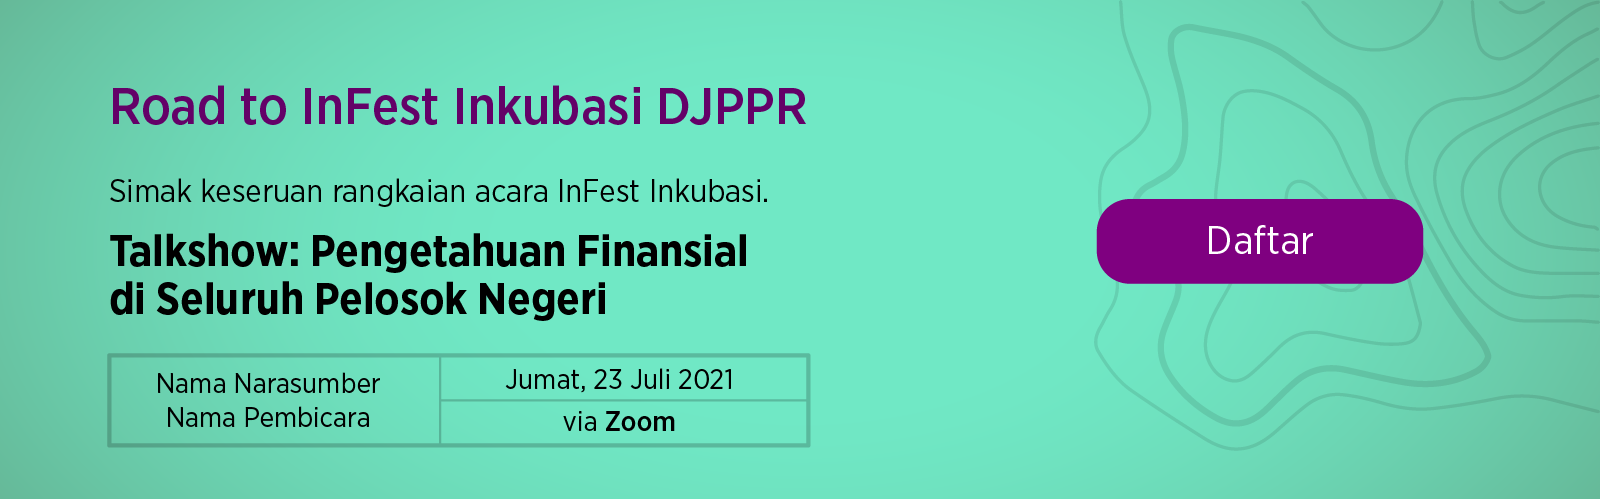 Road to InFest Inkubasi DJPPR
Simak keseruan rangkaian acara InFest Inkubasi.
Talkshow: Pengetahuan Finansial
di Seluruh Pelosok Negeri
Nama Narasumber
Nama Pembicara
Jumat, 23 Juli 2021
via Zoom
Daftar